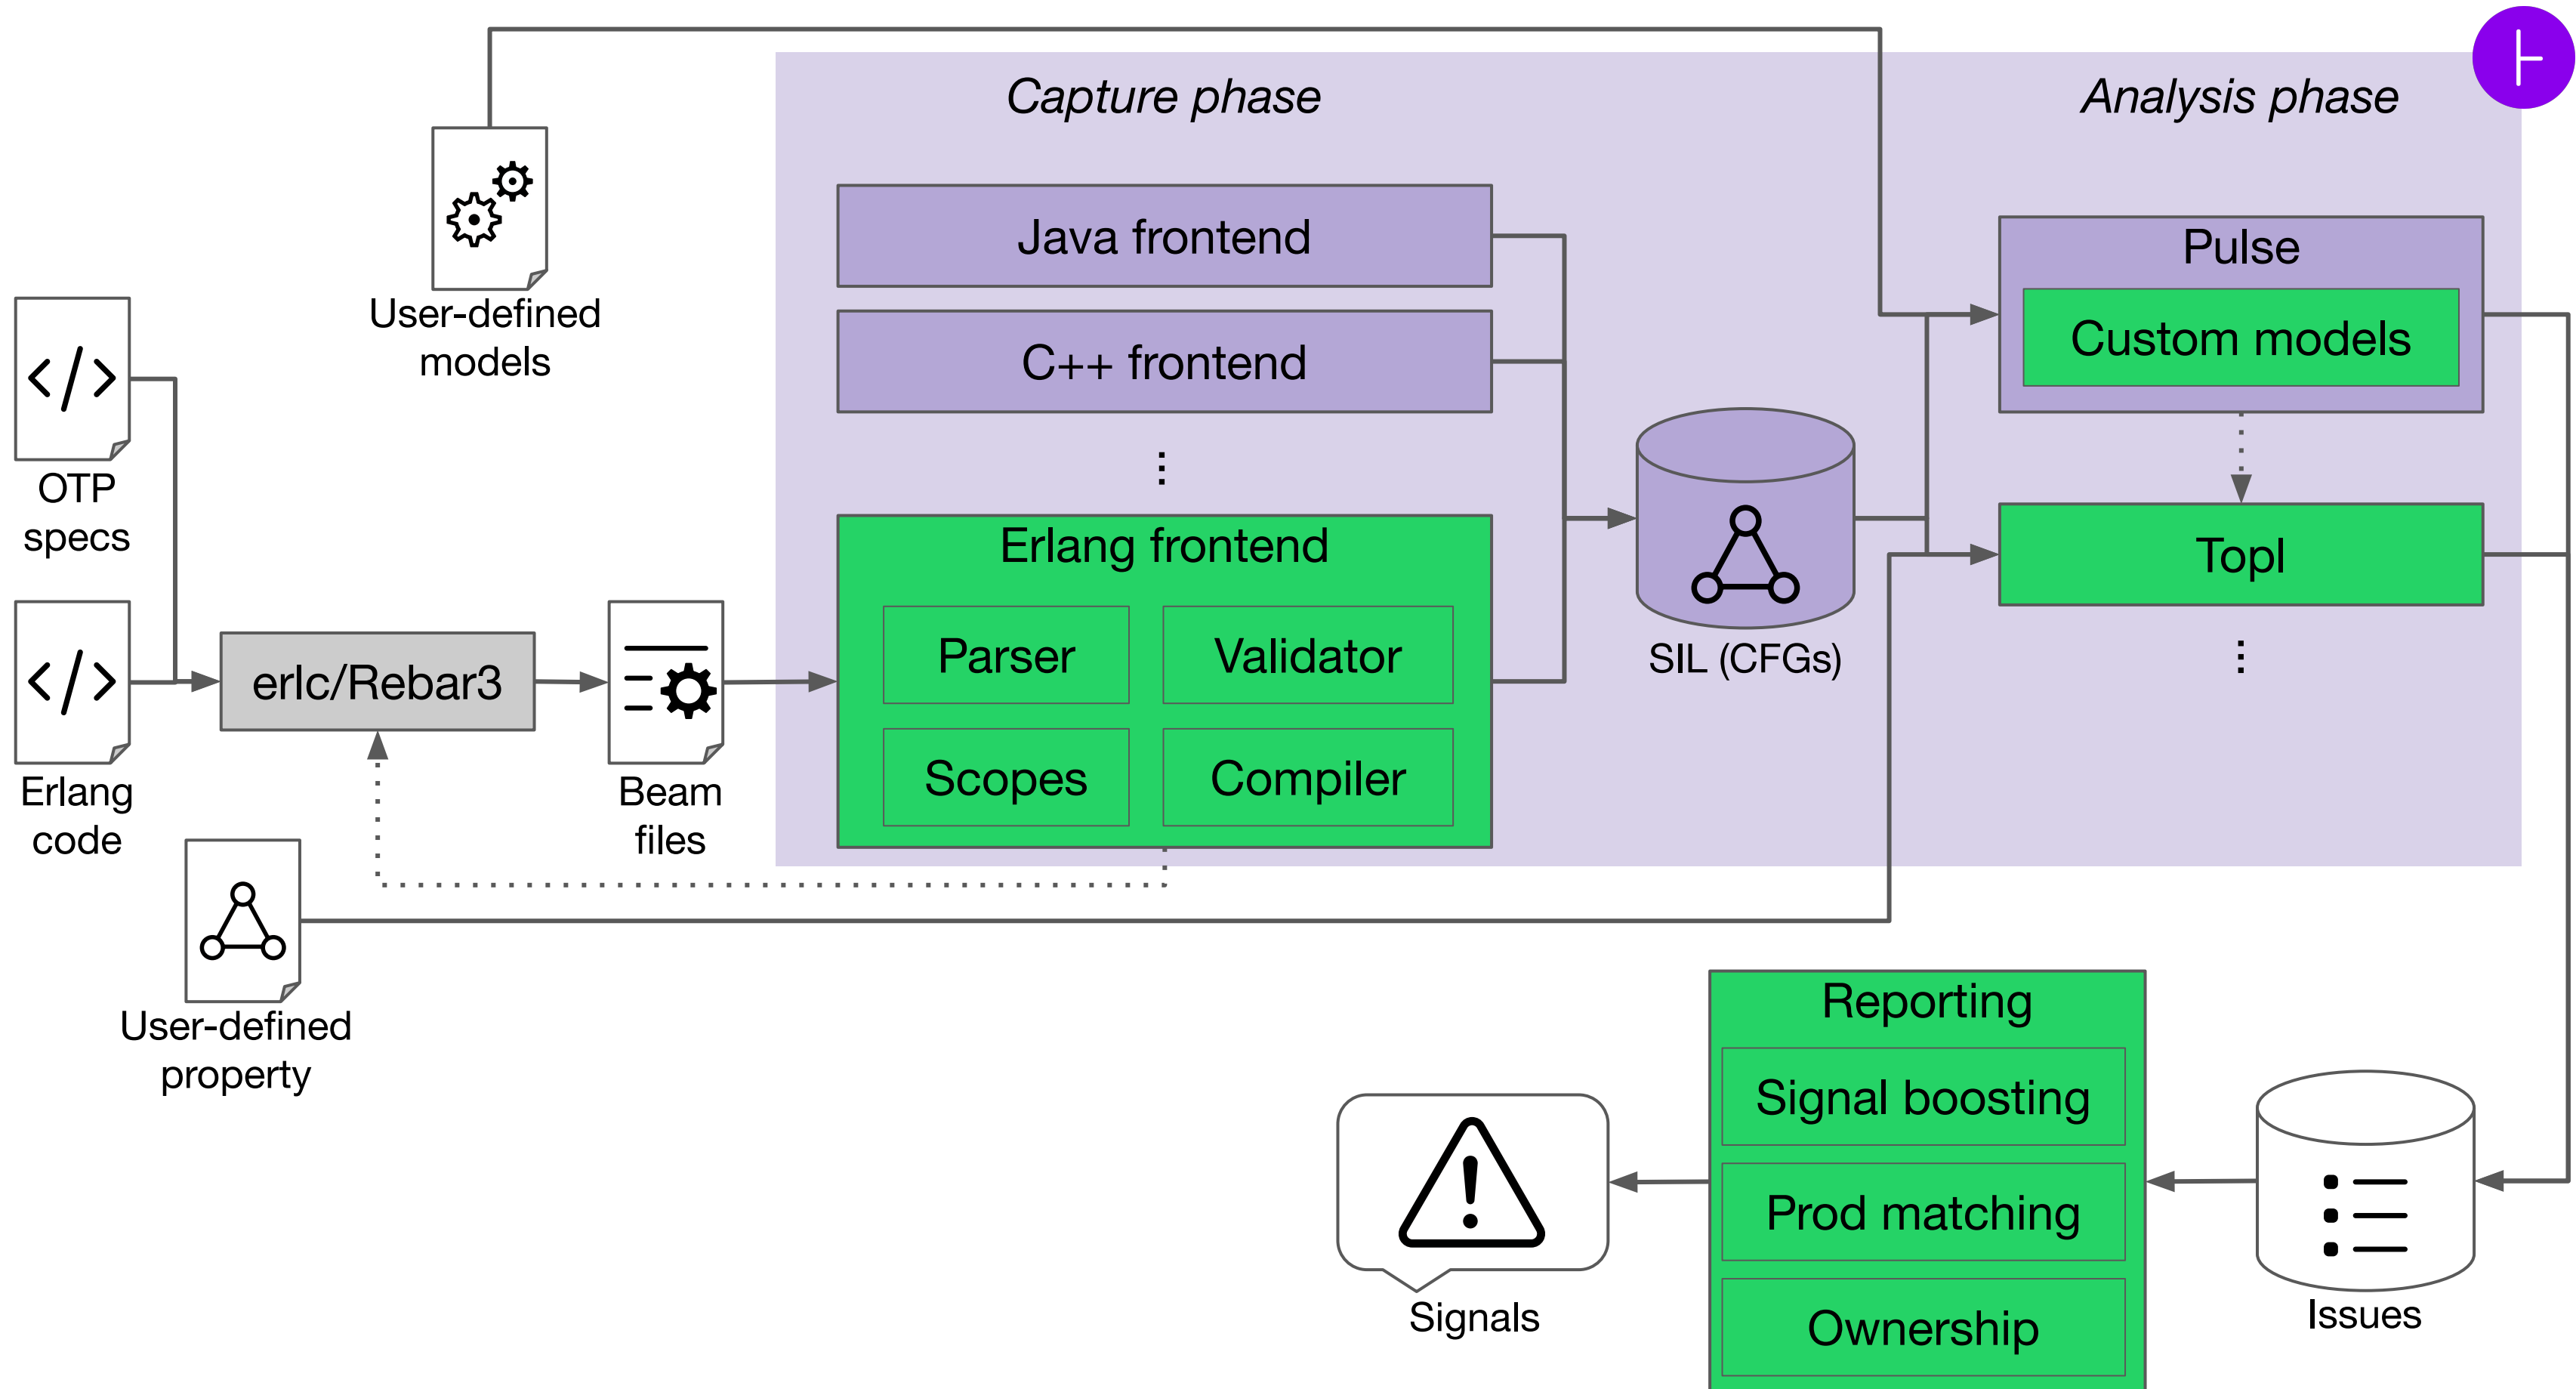 Capture phase
Analysis phase
User-defined
models
OTP
specs
Erlang
code
User-defined
property
erlc/Rebar3
Beam
files
Java frontend
C++ frontend
⋮
Erlang frontend
Parser
Validator
Scopes
Compiler
SIL (CFGs)
Pulse
Custom models
Topl
⋮
Reporting
Signal boosting
Prod matching
Ownership
Signals
Issues